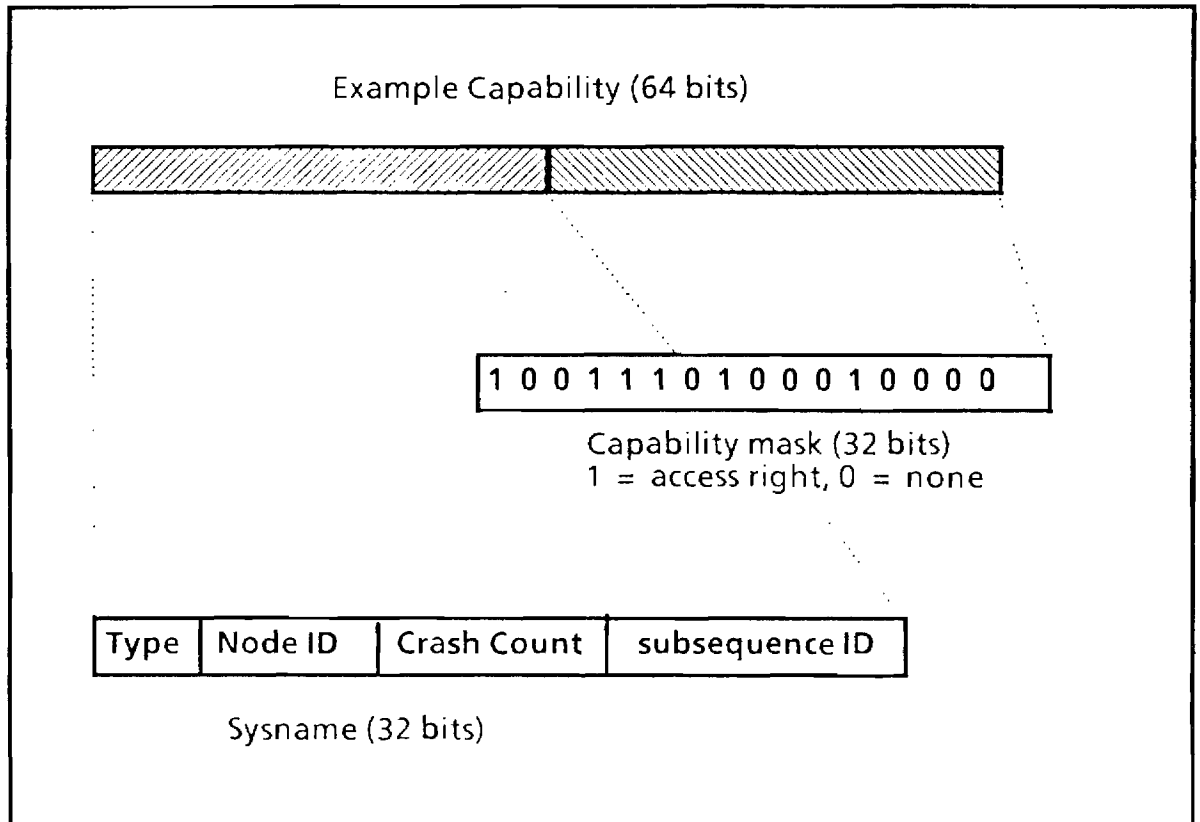 Example Capability (64 bits)
1 0 0 1 1 1 0 1 0 0 0 1 0 0 0 0
Capability mask (32 bits)
1 = access right, 0 = none
Type Node ID Crash Count subsequence ID
Sysname (32 bits)